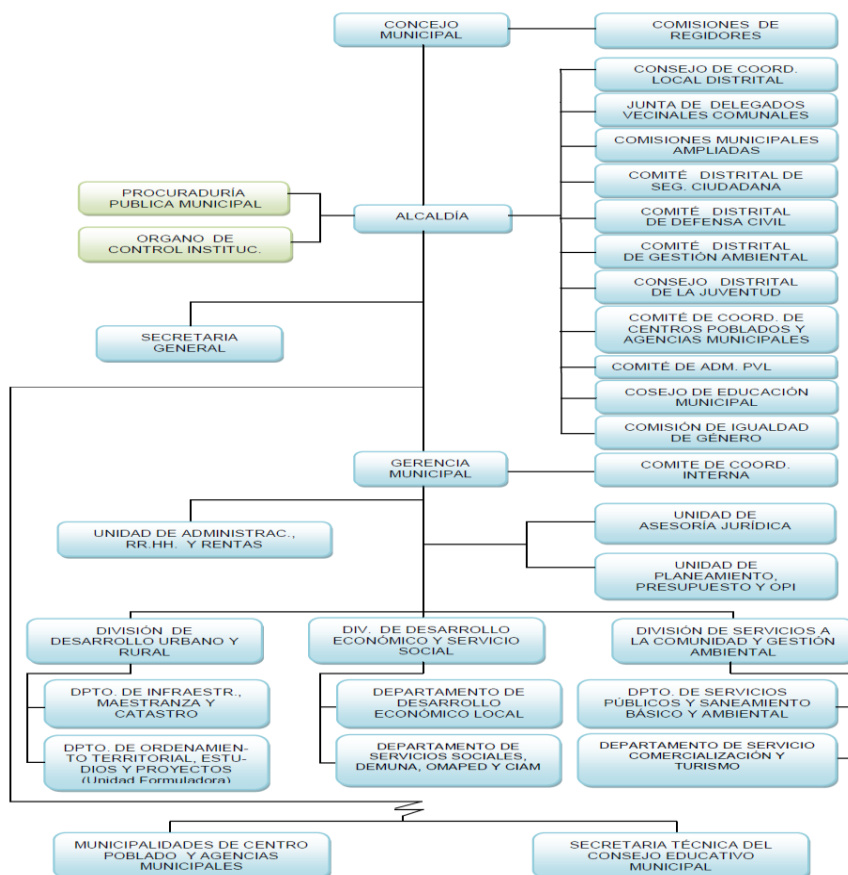 CONCEJO
MUNICIPAL
COMISIONES DE
REGIDORES
CONSEJO DE COORD.
LOCAL DISTRITAL
JUNTA DE DELEGADOS
VECINALES COMUNALES
COMISIONES MUNICIPALES
AMPLIADAS
COMITÉ DISTRITAL DE
SEG. CIUDADANA
PROCURADURÍA
PUBLICA MUNICIPAL
ALCALDÍA
COMITÉ DISTRITAL
DE DEFENSA CIVIL
ORGANO DE
CONTROL INSTITUC.
COMITÉ DISTRITAL
DE GESTIÓN AMBIENTAL
CONSEJO DISTRITAL
DE LA JUVENTUD
SECRETARIA
GENERAL
COMITÉ DE COORD. DE
CENTROS POBLADOS Y
AGENCIAS MUNICIPALES
COMITÉ DE ADM. PVL
COSEJO DE EDUCACIÓN
MUNICIPAL
COMISIÓN DE IGUALDAD
DE GÉNERO
GERENCIA
MUNICIPAL
COMITE DE COORD.
INTERNA
UNIDAD DE ADMINISTRAC.,
RR.HH. Y RENTAS
UNIDAD DE
ASESORÍA JURÍDICA
UNIDAD DE
PLANEAMIENTO,
PRESUPUESTO Y OPI
DIVISIÓN DE
DESARROLLO URBANO Y
RURAL
DIV. DE DESARROLLO
ECONÓMICO Y SERVICIO
SOCIAL
DIVISIÓN DE SERVICIOS A
LA COMUNIDAD Y GESTIÓN
AMBIENTAL
DPTO. DE INFRAESTR.,
MAESTRANZA Y
CATASTRO
DEPARTAMENTO DE
DESARROLLO
ECONÓMICO LOCAL
DPTO. DE SERVICIOS
PÚBLICOS Y SANEAMIENTO
BÁSICO Y AMBIENTAL
DPTO. DE ORDENAMIEN-
TO TERRITORIAL, ESTU-
DIOS Y PROYECTOS
(Unidad Formuladora)
DEPARTAMENTO DE
SERVICIOS SOCIALES,
DEMUNA, OMAPED Y CIAM
DEPARTAMENTO DE SERVICIO
COMERCIALIZACIÓN Y
TURISMO
MUNICIPALIDADES DE CENTRO
POBLADO Y AGENCIAS
MUNICIPALES
SECRETARIA TÉCNICA DEL
CONSEJO EDUCATIVO
MUNICIPAL